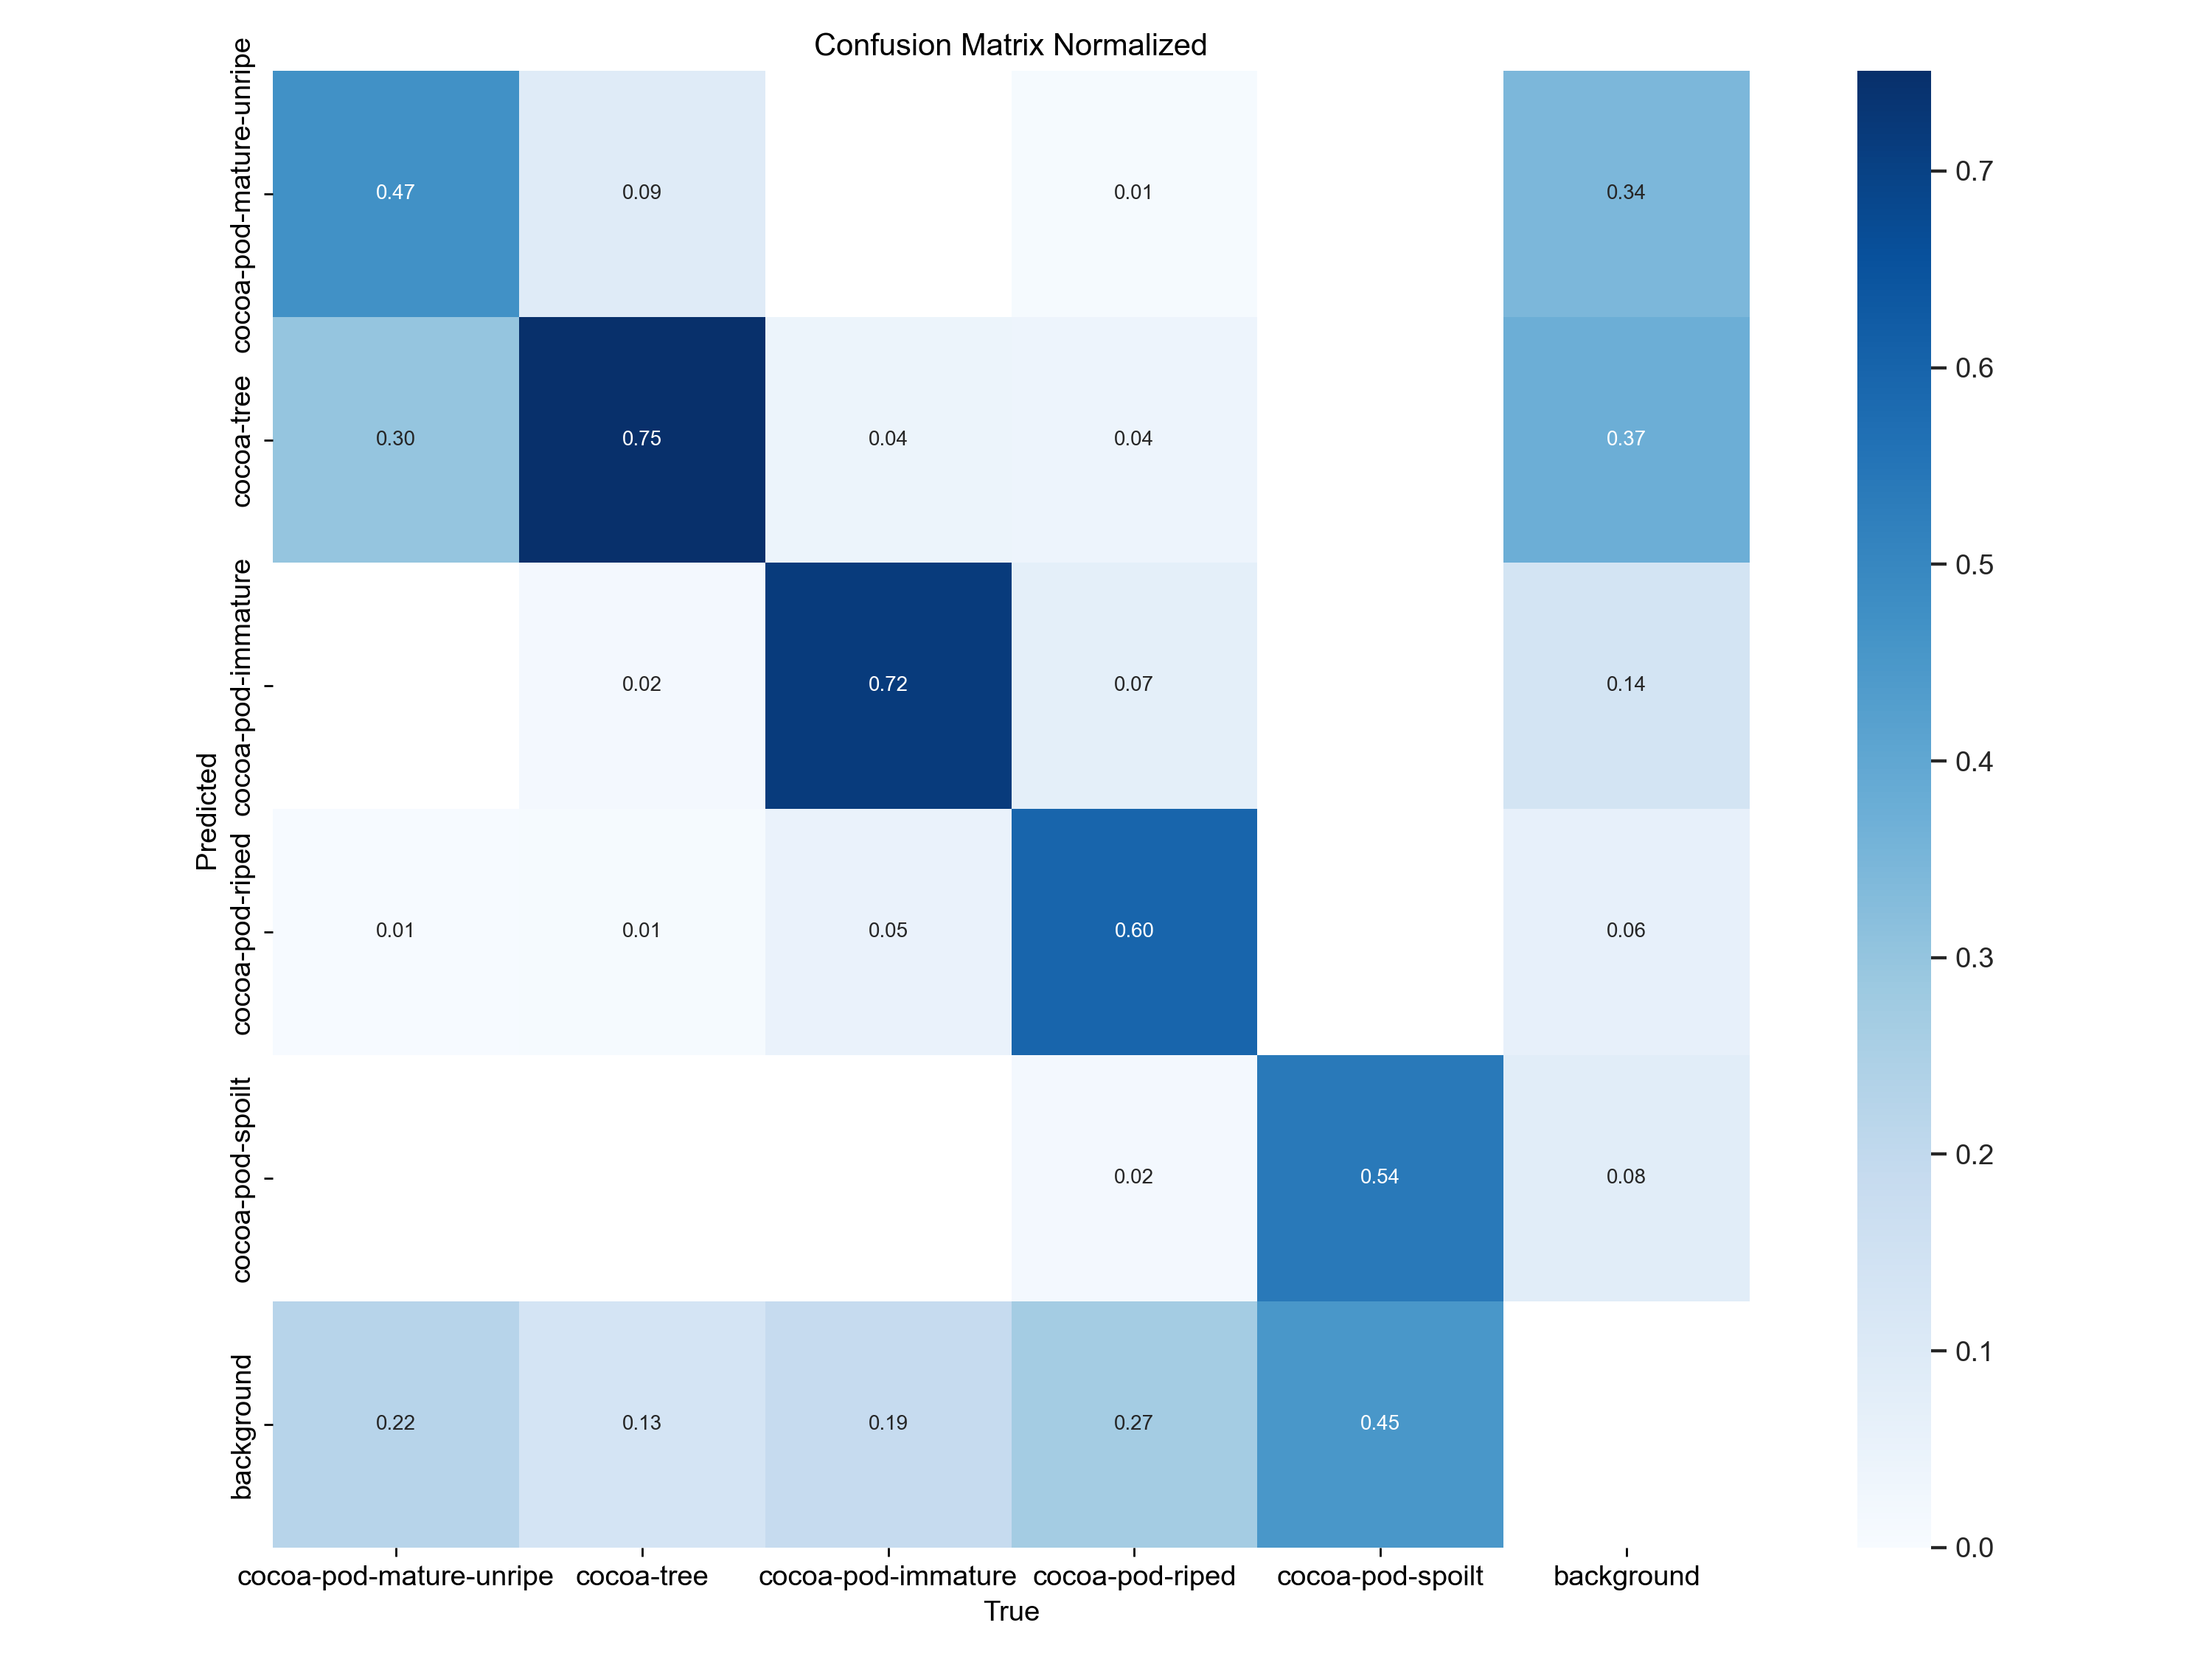 Confusion Matrix Normalized
cocoa-pod-mature-unripe
0.47
0.09
0.01
0.34
cocoa-tree
0.30
0.75
0.04
0.04
0.37
cocoa-pod-immature
0.02
0.72
0.07
0.14
cocoa-pod-riped
0.01
0.01
0.05
0.60
0.06
cocoa-pod-spoilt
0.02
0.54
0.08
background
0.22
0.13
0.19
0.27
0.45
Predicted
cocoa-pod-mature-unripe
cocoa-tree
cocoa-pod-immature
cocoa-pod-riped
cocoa-pod-spoilt
background
True
0.7
0.6
0.5
0.4
0.3
0.2
0.1
0.0